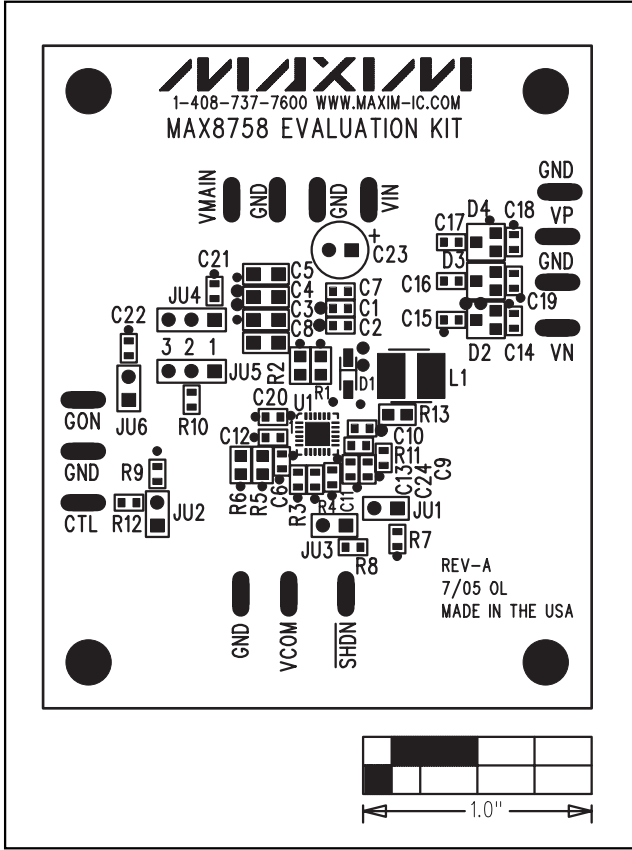 MAXIM
1-408-737-7600 WWW.MAXIM-IC.COM
MAX8758 EVALUATION KIT
VMAIN
GND
GND
VIN
GND
VP
GND
VN
D4
C18
C17
D3
C16
C19
C15
D2
C14
+
C23
C21
C5
C4
C3
C8
C7
C1
C2
JU4
C22
3 2 1
JU5
R2
R1
D1
L1
JU6
R10
GON
GND
CTL
C20
U1
R13
C12
C10
R11
R9
R12
JU2
R6
R5
C6
R3
R4
C11
C13
C24
C9
JU1
JU3
R7
R8
GND
VCOM
SHDN
REV-A
7/05 OL
MADE IN THE USA
1.0"